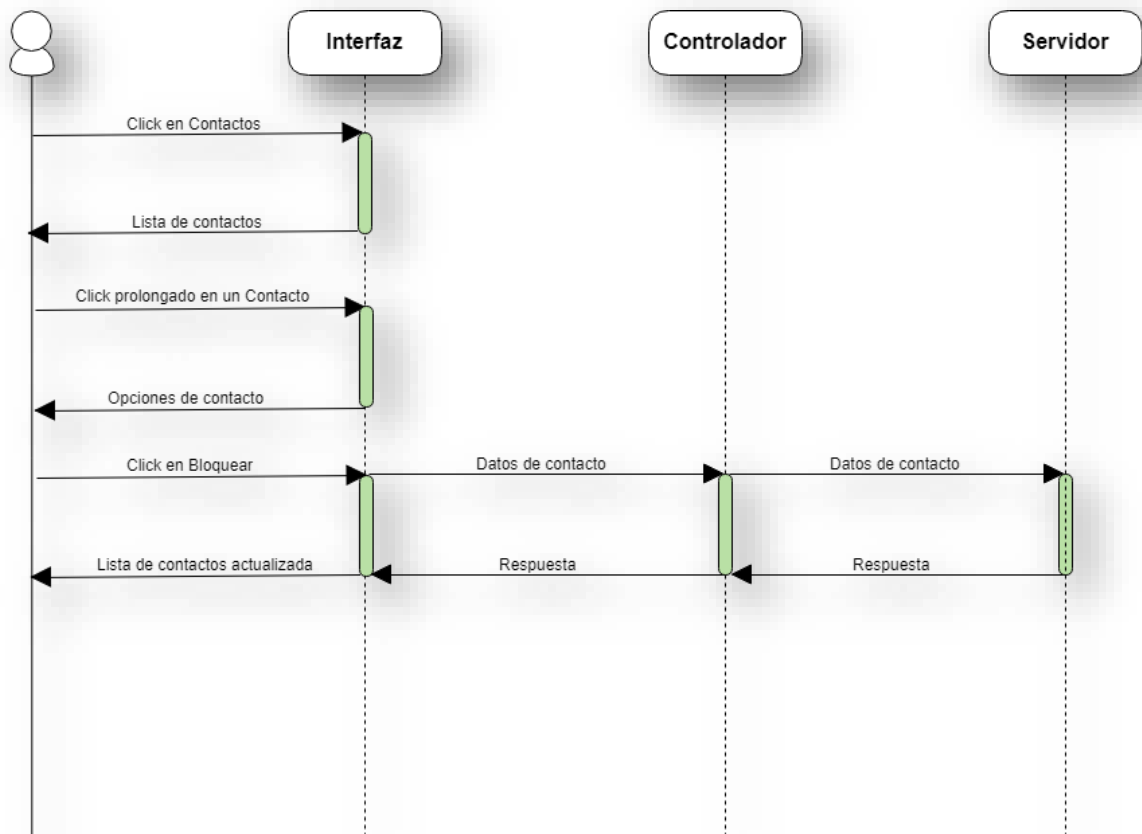 Interfaz
Controlador
Servidor
Click en Contactos
Lista de contactos
Click prolongado en un Contacto
Opciones de contacto
Click en Bloquear
Datos de contacto
Datos de contacto
Lista de contactos actualizada
Respuesta
Respuesta